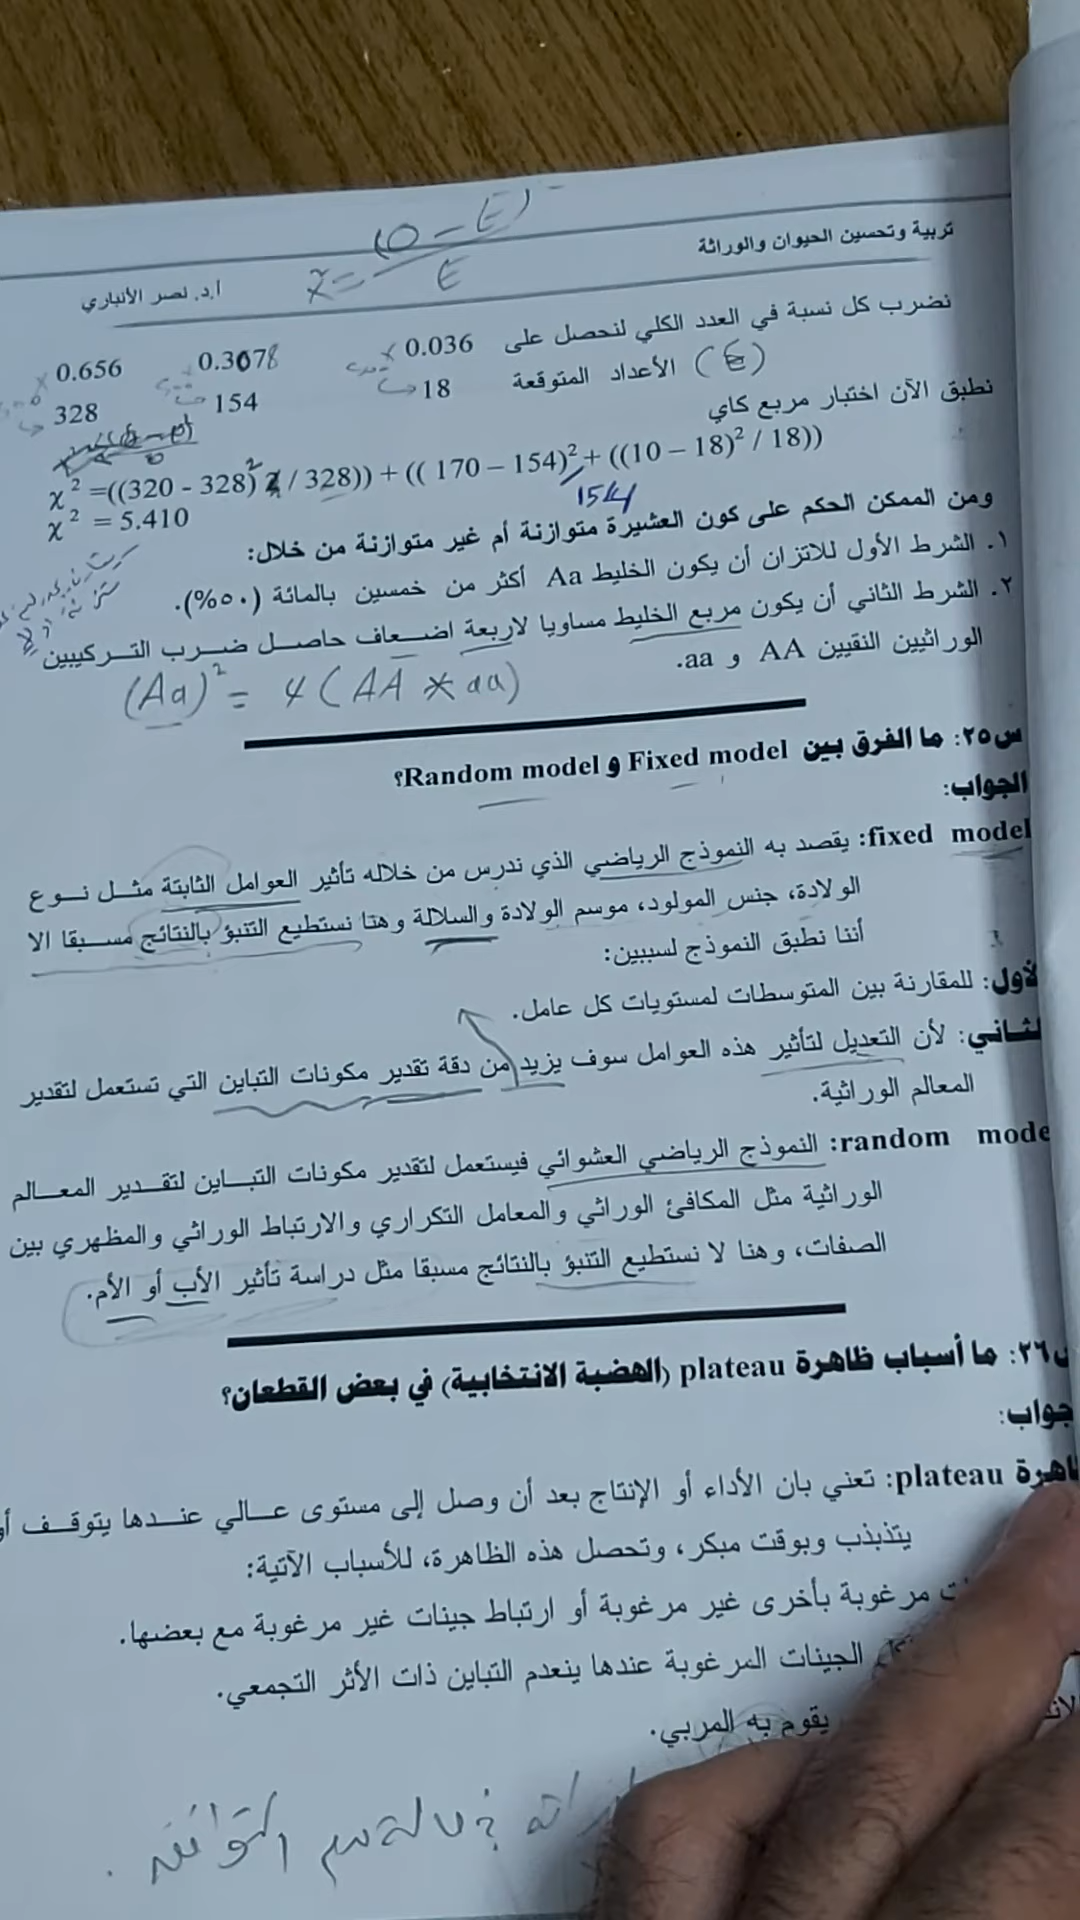 (O - E)²
χ² = ـــــ
E
تربية وتحسين الحيوان والوراثة
أ.د. نصر الأنباري
نضرب كل نسبة في العدد الكلي لنحصل على 0.036 0.3078 0.656
الأعداد المتوقعة (E) 18 154 328
نطبق الآن اختبار مربع كاي
χ² =((320 - 328)² / 328)) + (( 170 – 154)² + ((10 – 18)² / 18))
154
χ² = 5.410
ومن الممكن الحكم على كون العشيرة متوازنة أم غير متوازنة من خلال:
١. الشرط الأول للاتزان أن يكون الخليط Aa أكثر من خمسين بالمائة (٥٠%).
٢. الشرط الثاني أن يكون مربع الخليط مساويا لاربعة اضعاف حاصل ضرب التركيبين
الوراثيين النقيين AA و aa.
(Aa)² = 4 (AA * aa)
س٢٥: ما الفرق بين Fixed model و Random model؟
الجواب:
fixed model: يقصد به النموذج الرياضي الذي ندرس من خلاله تأثير العوامل الثابتة مثل نوع
الولادة، جنس المولود، موسم الولادة والسلالة وهنا نستطيع التنبؤ بالنتائج مسبقا الا
أننا نطبق النموذج لسببين:
لأول: للمقارنة بين المتوسطات لمستويات كل عامل.
لثاني: لأن التعديل لتأثير هذه العوامل سوف يزيد من دقة تقدير مكونات التباين التي تستعمل لتقدير
المعالم الوراثية.
random mode: النموذج الرياضي العشوائي فيستعمل لتقدير مكونات التباين لتقدير المعالم
الوراثية مثل المكافئ الوراثي والمعامل التكراري والارتباط الوراثي والمظهري بين
الصفات، وهنا لا نستطيع التنبؤ بالنتائج مسبقا مثل دراسة تأثير الأب أو الأم.
س٢٦: ما أسباب ظاهرة plateau (الهضبة الانتخابية) في بعض القطعان؟
جواب:
اهرة plateau: تعني بان الأداء أو الإنتاج بعد أن وصل إلى مستوى عالي عندها يتوقف أو
يتذبذب وبوقت مبكر، وتحصل هذه الظاهرة، للأسباب الآتية:
مرغوبة بأخرى غير مرغوبة أو ارتباط جينات غير مرغوبة مع بعضها.
الجينات المرغوبة عندها ينعدم التباين ذات الأثر التجمعي.
يقوم به المربي.